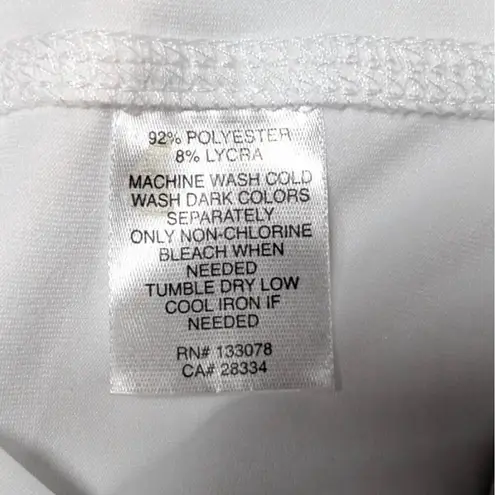 92% POLYESTER
8% LYCRA
MACHINE WASH COLD
WASH DARK COLORS
SEPARATELY
ONLY NON-CHLORINE
BLEACH WHEN
NEEDED
TUMBLE DRY LOW
COOL IRON IF
NEEDED
RN# 133078
CA# 28334